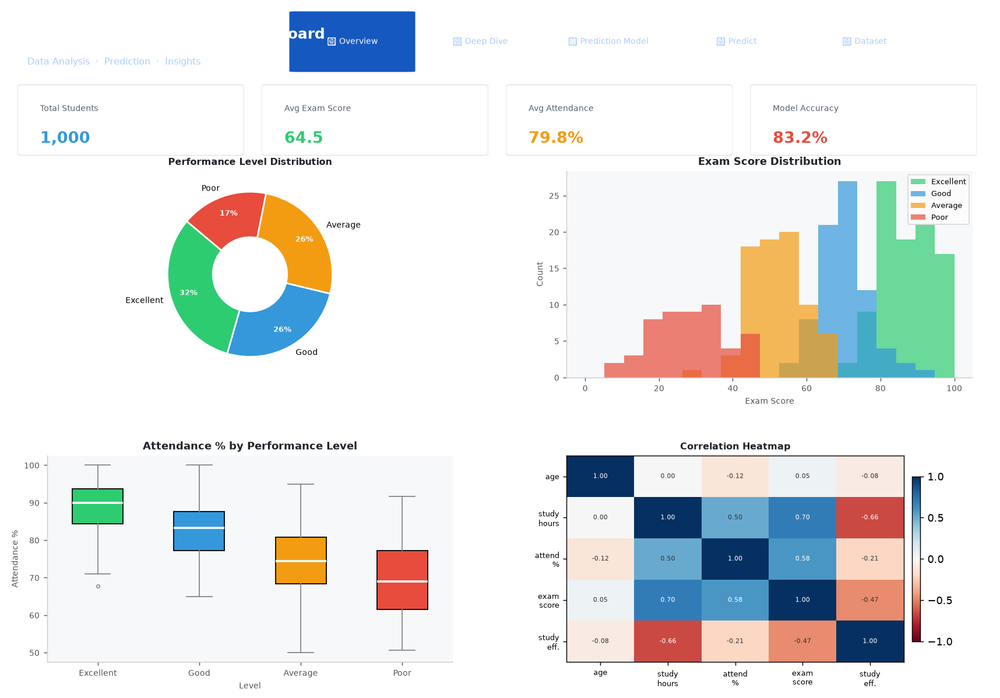 oard
Data Analysis · Prediction · Insights
Overview
Deep Dive
Prediction Model
Predict
Dataset
Total Students
1,000
Avg Exam Score
64.5
Avg Attendance
79.8%
Model Accuracy
83.2%
Performance Level Distribution
Poor
17%
Average
26%
Excellent
32%
26%
Good
Exam Score Distribution
Excellent
Good
Average
Poor
Count
25
20
15
10
5
0
0 20 40 60 80 100
Exam Score
Attendance % by Performance Level
Attendance %
100
90
80
70
60
50
Excellent Good Average Poor
Level
Correlation Heatmap
age 1.00 0.00 -0.12 0.05 -0.08
study
hours
0.00 1.00 0.50 0.70 -0.66
attend
%
-0.12 0.50 1.00 0.58 -0.21
exam
score
0.05 0.70 0.58 1.00 -0.47
study
eff.
-0.08 -0.66 -0.21 -0.47 1.00
age
study
hours
attend
%
exam
score
study
eff.
1.0
0.5
0.0
−0.5
−1.0